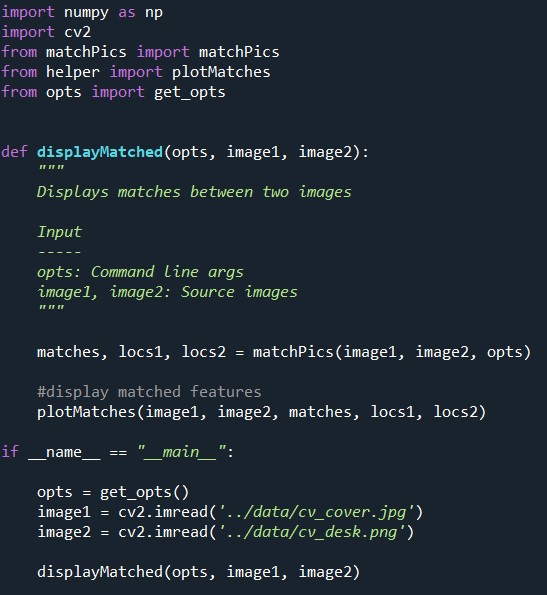 import numpy as np
import cv2
from matchPics import matchPics
from helper import plotMatches
from opts import get_opts
def displayMatched(opts, image1, image2):
"""
Displays matches between two images
Input
-----
opts: Command line args
image1, image2: Source images
"""
matches, locs1, locs2 = matchPics(image1, image2, opts)
#display matched features
plotMatches(image1, image2, matches, locs1, locs2)
if __name__ == "__main__":
opts = get_opts()
image1 = cv2.imread('../data/cv_cover.jpg')
image2 = cv2.imread('../data/cv_desk.png')
displayMatched(opts, image1, image2)